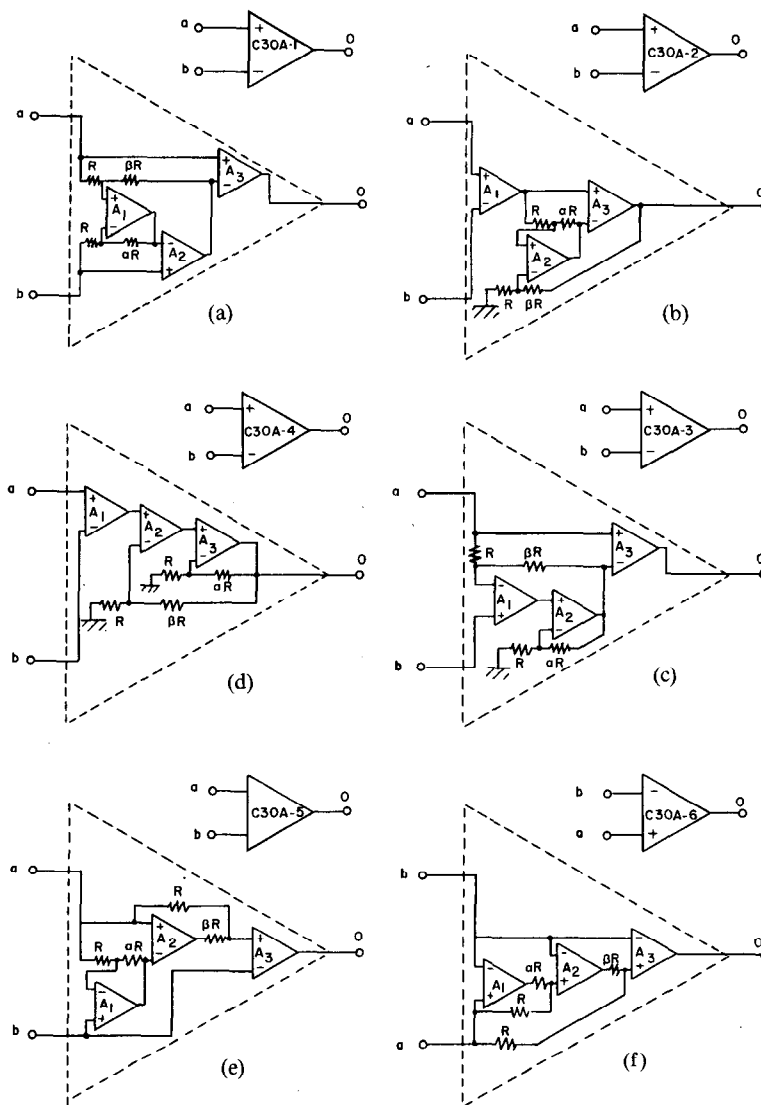 a + C30A-1 O
b −
a R βR + A3 −
R + A1 − αR − A2 + O
b
(a)
a + C30A-2 O
b −
a + A1 − R αR + A3 − O
A2 + −
b R βR
(b)
a + C30A-4 O
b −
a + A1 − + A2 − + A3 − O
R αR
R βR
b
(d)
a + C30A-3 O
b −
a + A3 − O
R βR
− A1 + + A2 −
b R αR
(c)
a C30A-5 O
b
a R
+ A2 − βR + A3 − O
R αR
− A1 +
b
(e)
b − C30A-6 O
a +
b − A3 + O
− A1 + αR − A2 + βR
R
a R
(f)